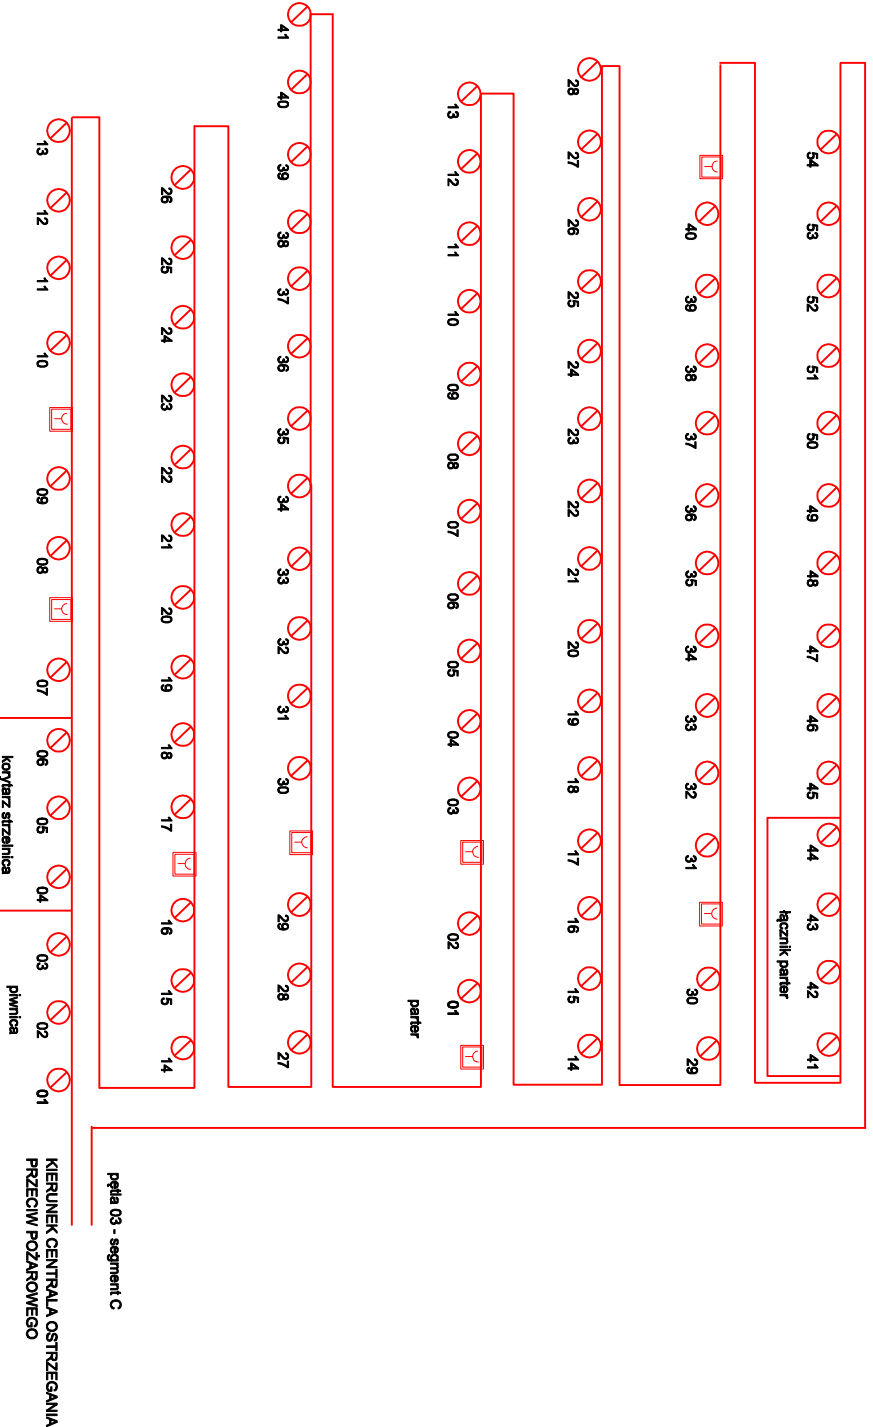 54 53 52 51 50 49 48 47 46 45 44 43 42 41
łącznik parter
40 39 38 37 36 35 34 33 32 31 30 29
28 27 26 25 24 23 22 21 20 19 18 17 16 15 14
13 12 11 10 09 08 07 06 05 04 03 02 01
parter
41 40 39 38 37 36 35 34 33 32 31 30 29 28 27
26 25 24 23 22 21 20 19 18 17 16 15 14
pętla 03 - segment C
13 12 11 10 09 08 07 06 05 04 03 02 01
KIERUNEK CENTRALA OSTRZEGANIA
PRZECIW POŻAROWEGO
korytarz strzelnica
piwnica